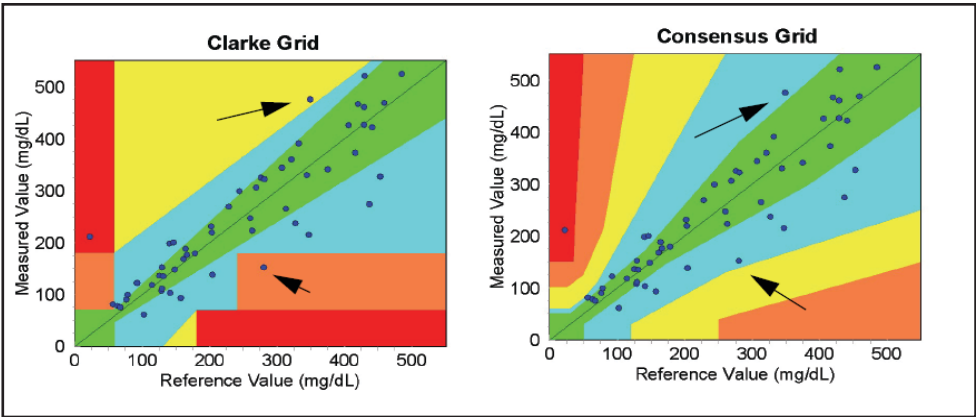 Clarke Grid
Measured Value (mg/dL)
500
400
300
200
100
0
0 100 200 300 400 500
Reference Value (mg/dL)
Consensus Grid
Measured Value (mg/dL)
500
400
300
200
100
0
0 100 200 300 400 500
Reference Value (mg/dL)